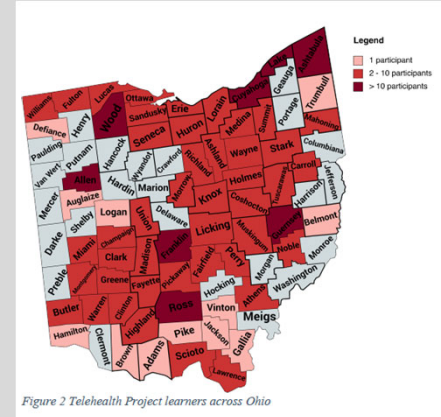 Legend
1 participant
2 - 10 participants
> 10 participants
Williams
Fulton
Lucas
Ottawa
Lake
Ashtabula
Geauga
Cuyahoga
Trumbull
Defiance
Henry
Wood
Sandusky
Erie
Lorain
Medina
Summit
Portage
Mahoning
Paulding
Putnam
Hancock
Seneca
Huron
Ashland
Wayne
Stark
Columbiana
Van Wert
Allen
Hardin
Wyandot
Crawford
Richland
Carroll
Jefferson
Mercer
Auglaize
Marion
Morrow
Holmes
Tuscarawas
Harrison
Shelby
Logan
Union
Delaware
Knox
Coshocton
Darke
Miami
Champaign
Licking
Muskingum
Guernsey
Belmont
Clark
Madison
Franklin
Preble
Montgomery
Greene
Fayette
Pickaway
Fairfield
Perry
Morgan
Noble
Monroe
Butler
Warren
Clinton
Ross
Hocking
Athens
Washington
Hamilton
Clermont
Highland
Vinton
Meigs
Brown
Adams
Pike
Jackson
Gallia
Scioto
Lawrence
Figure 2 Telehealth Project learners across Ohio